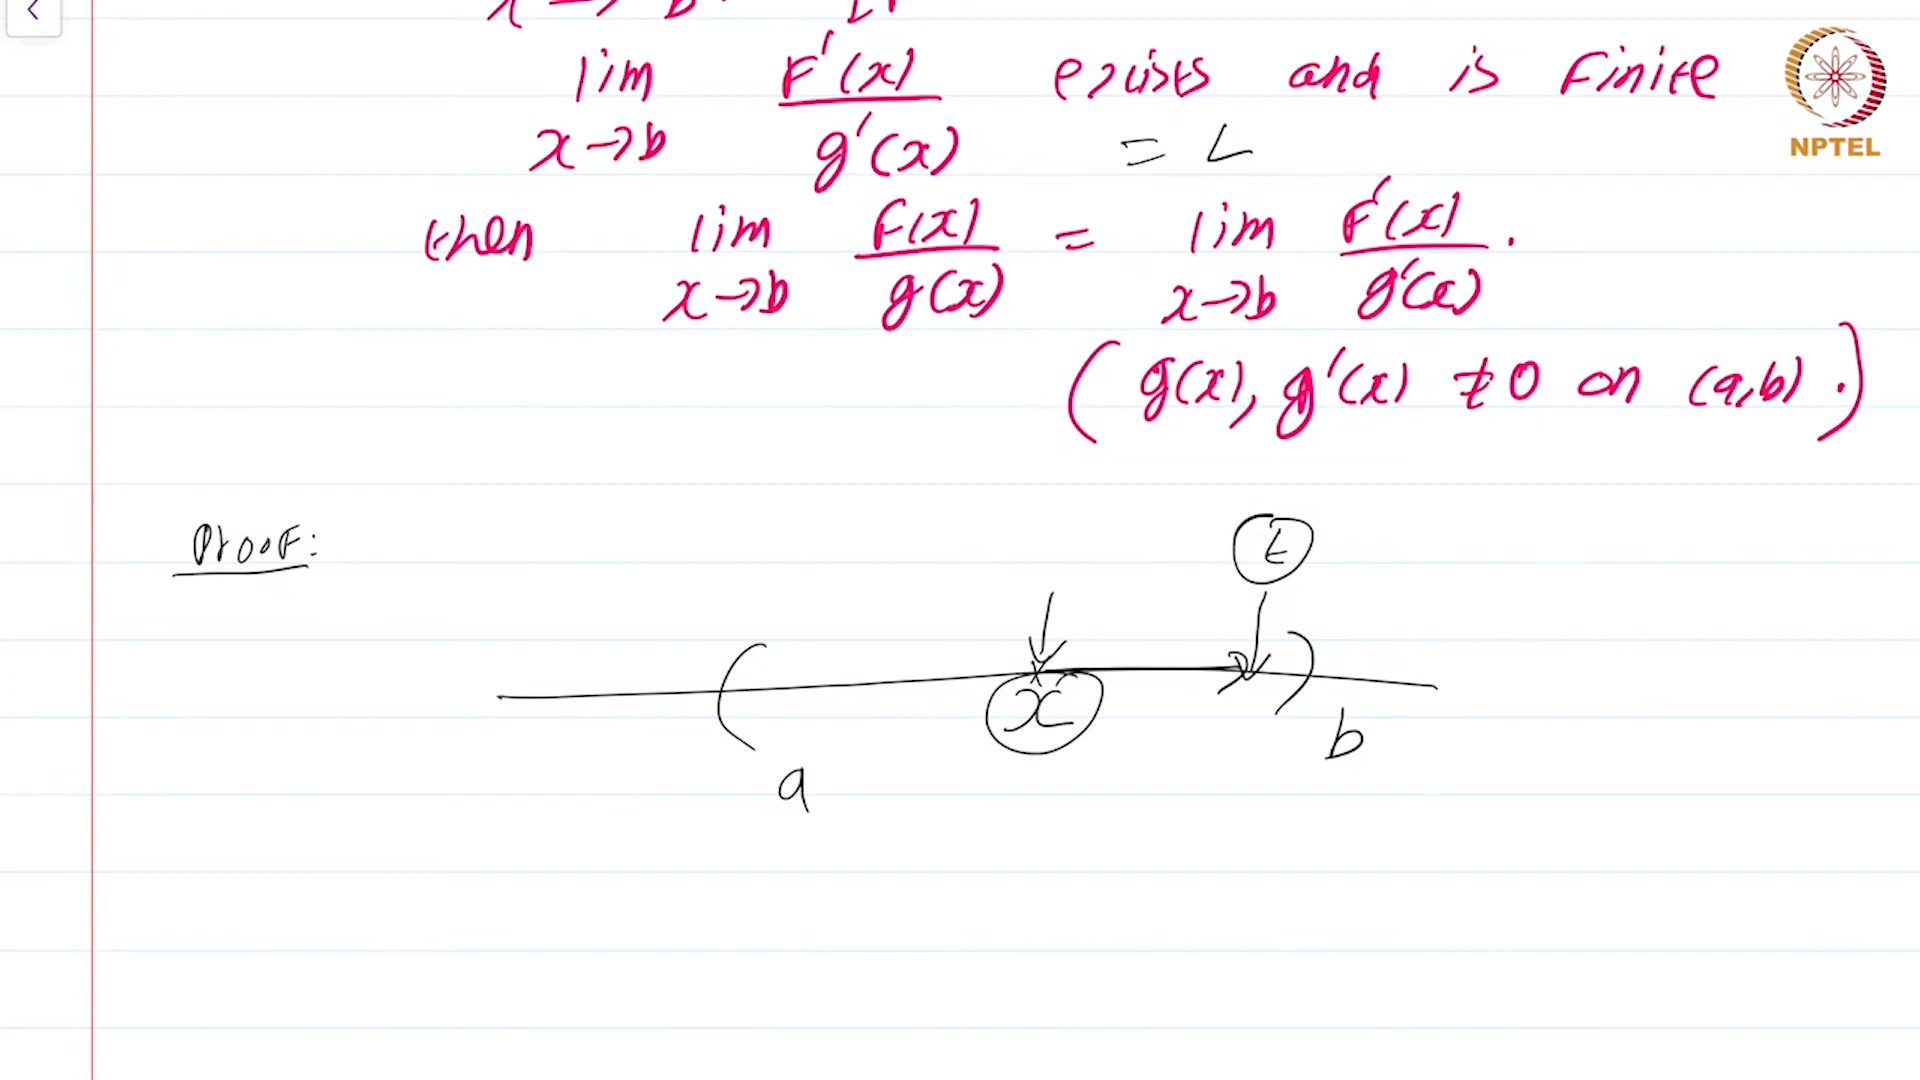 lim F'(x) exists and is Finite
x→b g'(x) = L
then lim F(x) = lim F'(x) .
x→b g(x) x→b g'(x)
( g(x), g'(x) ≠ 0 on (a,b) . )
Proof:
t
x
a
b
NPTEL